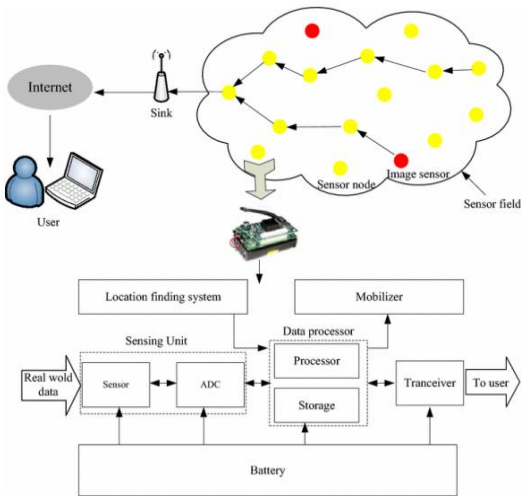 Internet
Sink
User
Sensor node
Image sensor
Sensor field
Location finding system
Mobilizer
Sensing Unit
Data processor
Real wold
data
Sensor
ADC
Processor
Storage
Tranceiver
To user
Battery